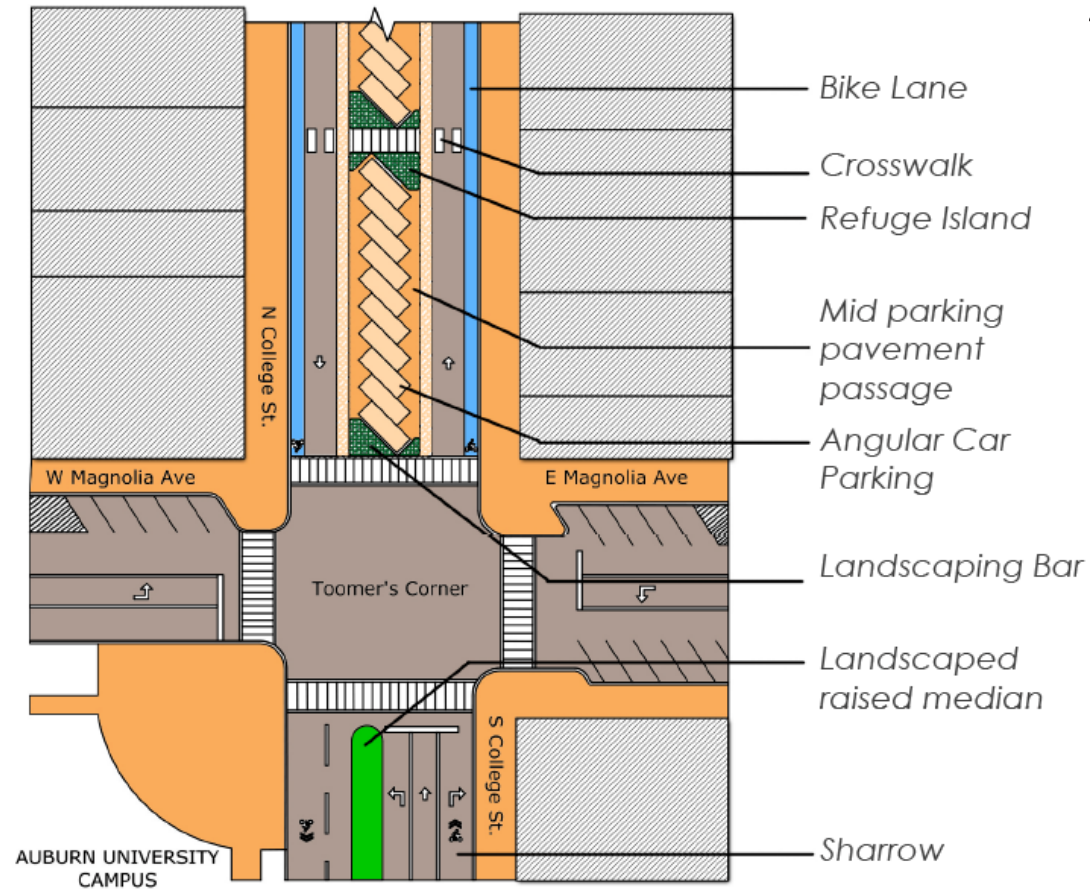 Bike Lane
Crosswalk
Refuge Island
Mid parking
pavement
passage
Angular Car
Parking
Landscaping Bar
Landscaped
raised median
Sharrow
N College St.
W Magnolia Ave
E Magnolia Ave
Toomer's Corner
S College St.
AUBURN UNIVERSITY
CAMPUS